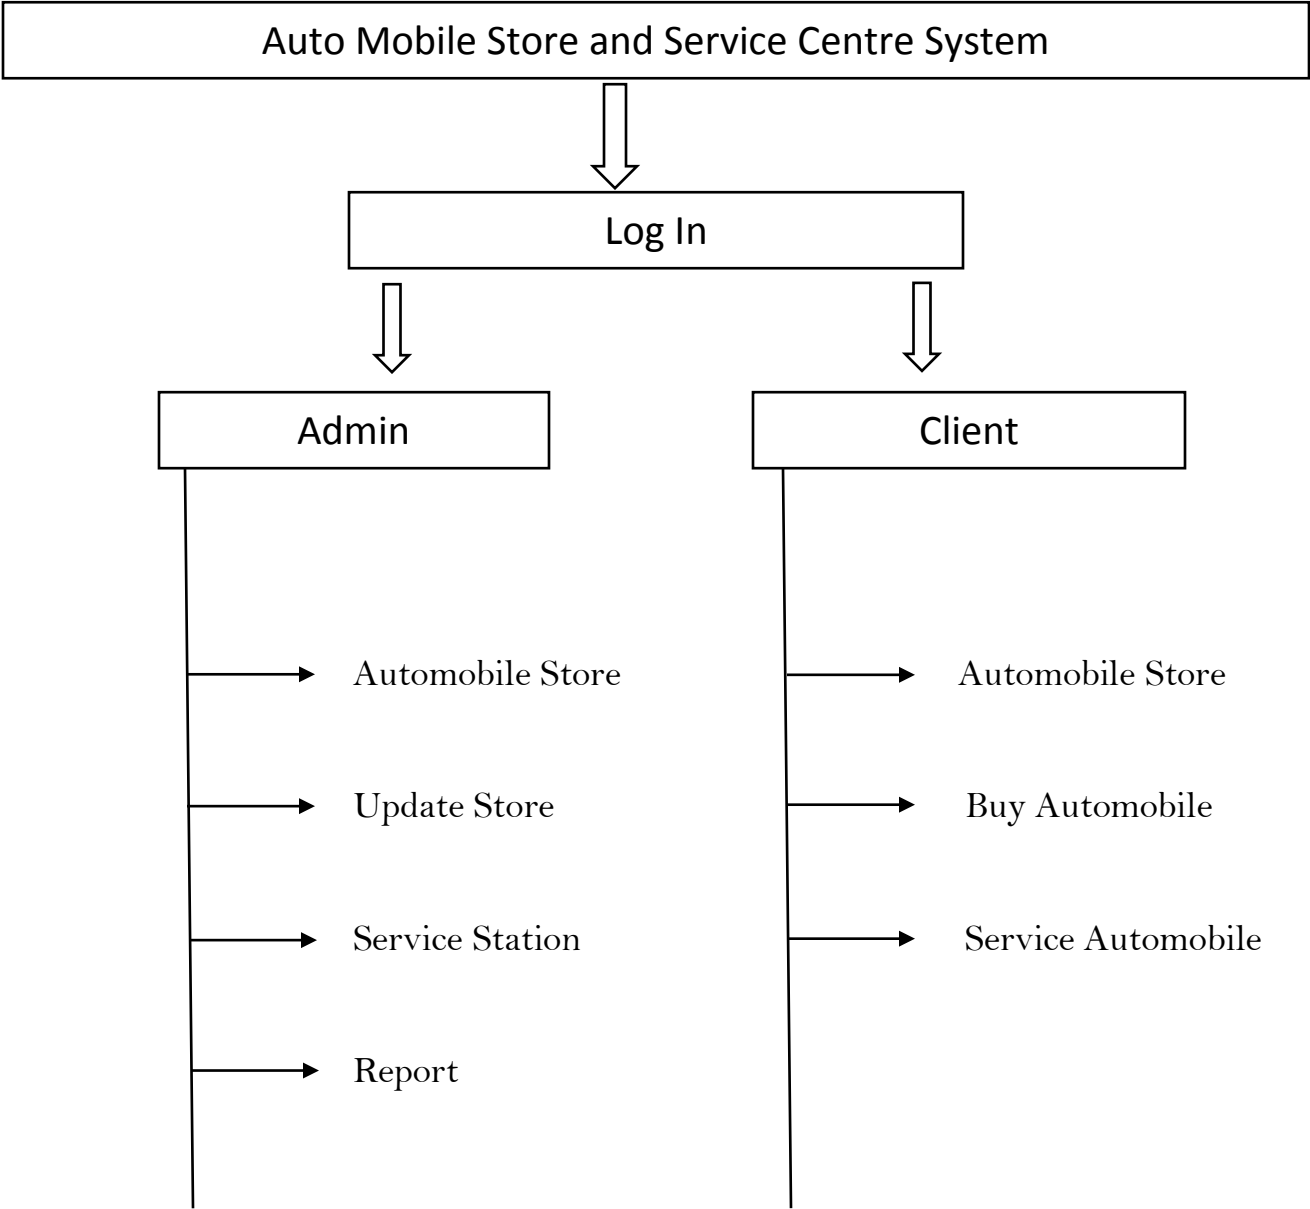 Auto Mobile Store and Service Centre System
Log In
Admin
Client
Automobile Store
Update Store
Service Station
Report
Automobile Store
Buy Automobile
Service Automobile